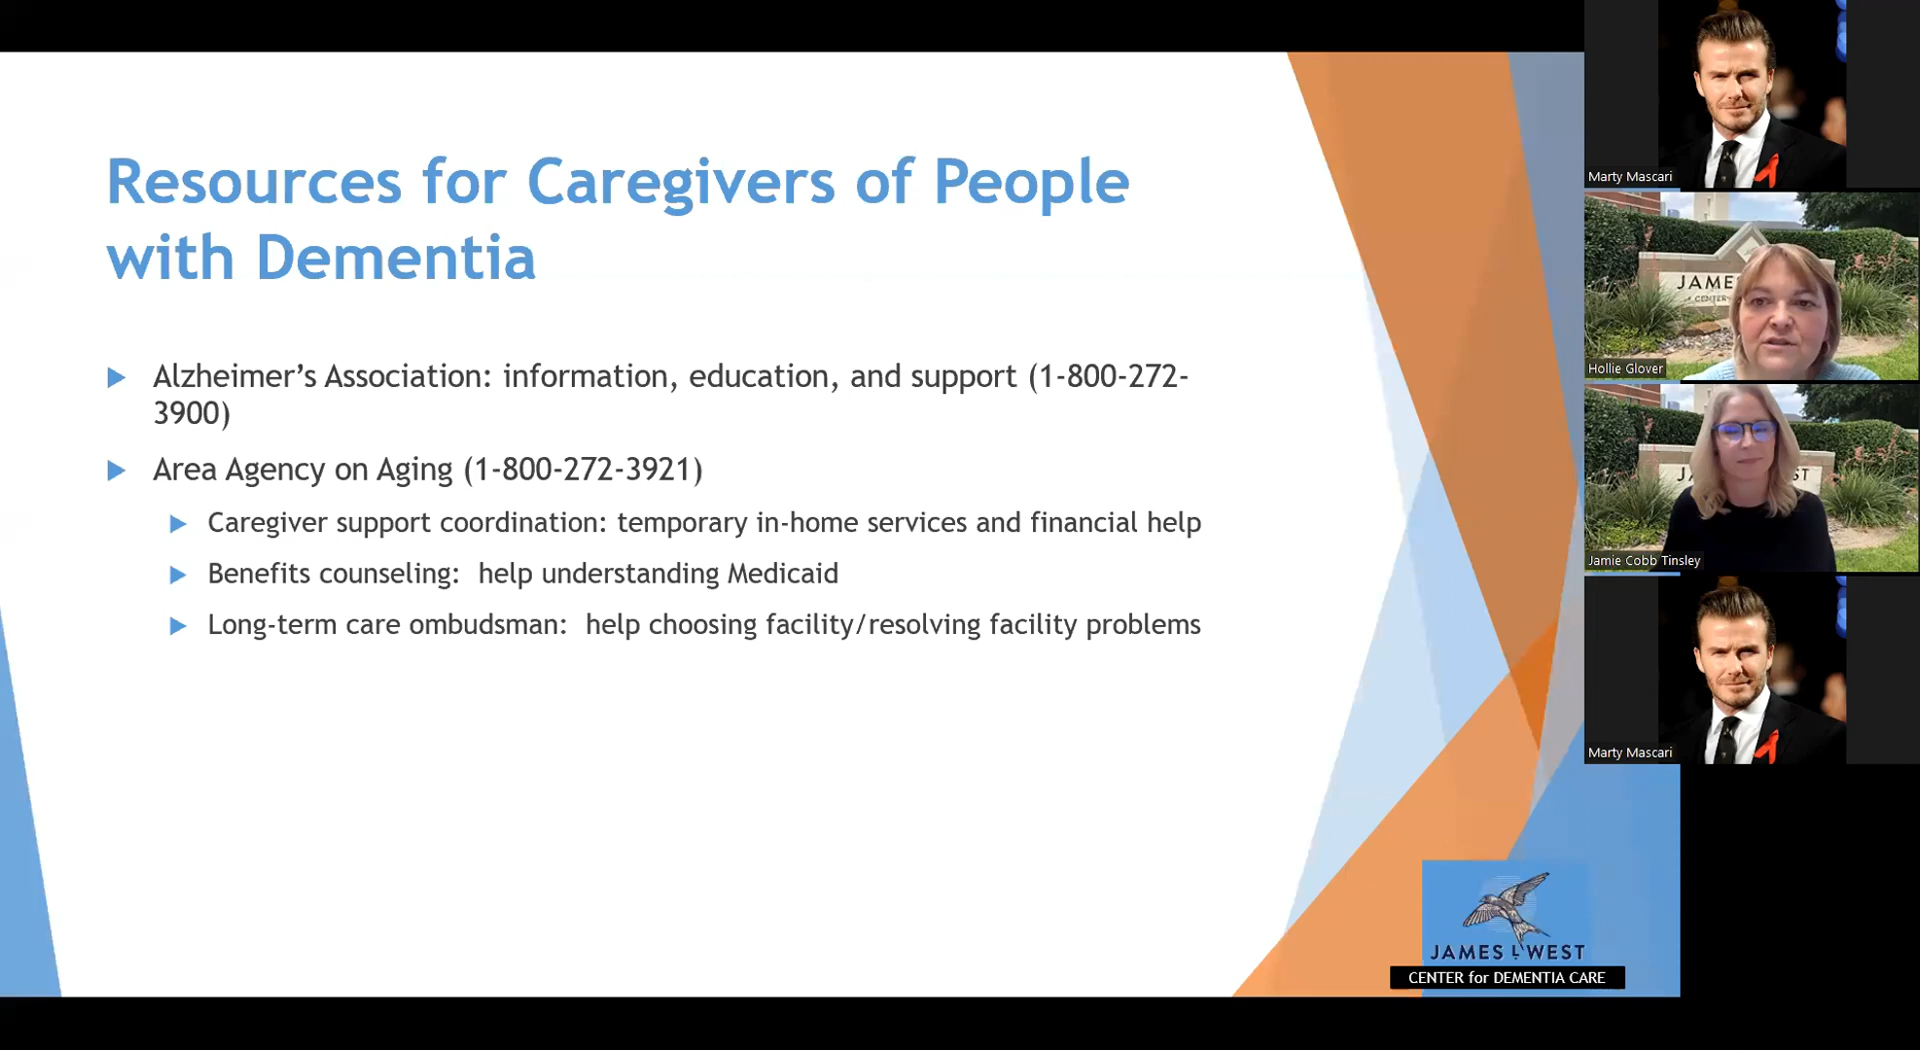 Resources for Caregivers of People
with Dementia
Alzheimer’s Association: information, education, and support (1-800-272-
3900)
Area Agency on Aging (1-800-272-3921)
Caregiver support coordination: temporary in-home services and financial help
Benefits counseling:  help understanding Medicaid
Long-term care ombudsman:  help choosing facility/resolving facility problems
JAMES L WEST
CENTER for DEMENTIA CARE
Marty Mascari
JAME
CENTER
Hollie Glover
ST
Jamie Cobb Tinsley
Marty Mascari